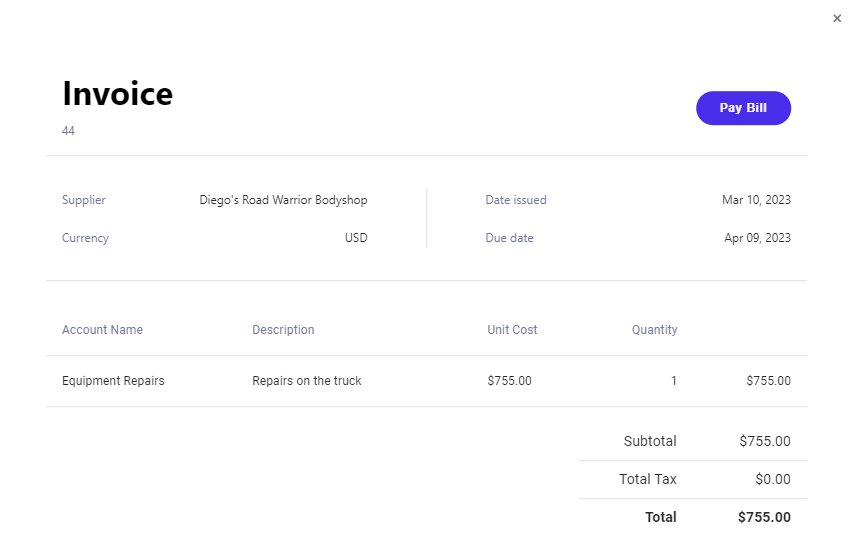 ×
Invoice
Pay Bill
44
Supplier Diego's Road Warrior Bodyshop Date issued Mar 10, 2023
Currency USD Due date Apr 09, 2023
Account Name Description Unit Cost Quantity
Equipment Repairs Repairs on the truck $755.00 1 $755.00
Subtotal $755.00
Total Tax $0.00
Total $755.00